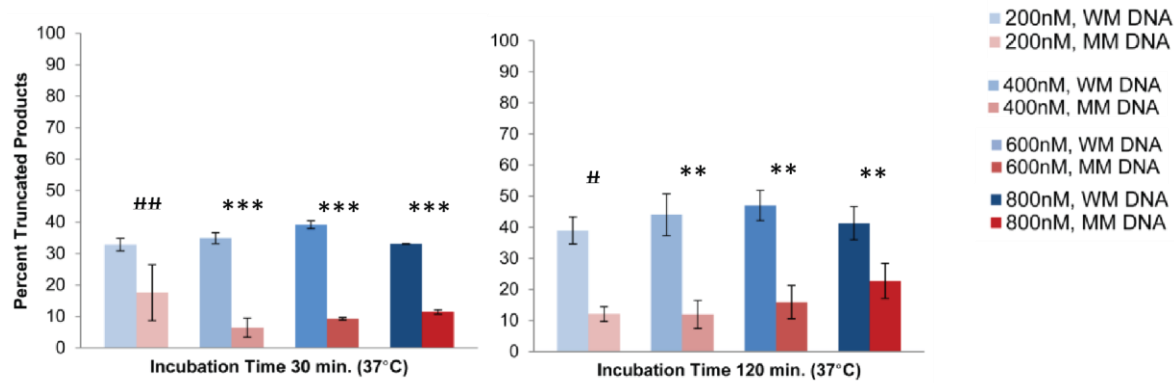 Percent Truncated Products
100
90
80
70
60
50
40
30
20
10
0
##
***
***
***
Incubation Time 30 min. (37°C)
100
90
80
70
60
50
40
30
20
10
0
#
**
**
**
Incubation Time 120 min. (37°C)
200nM, WM DNA
200nM, MM DNA
400nM, WM DNA
400nM, MM DNA
600nM, WM DNA
600nM, MM DNA
800nM, WM DNA
800nM, MM DNA